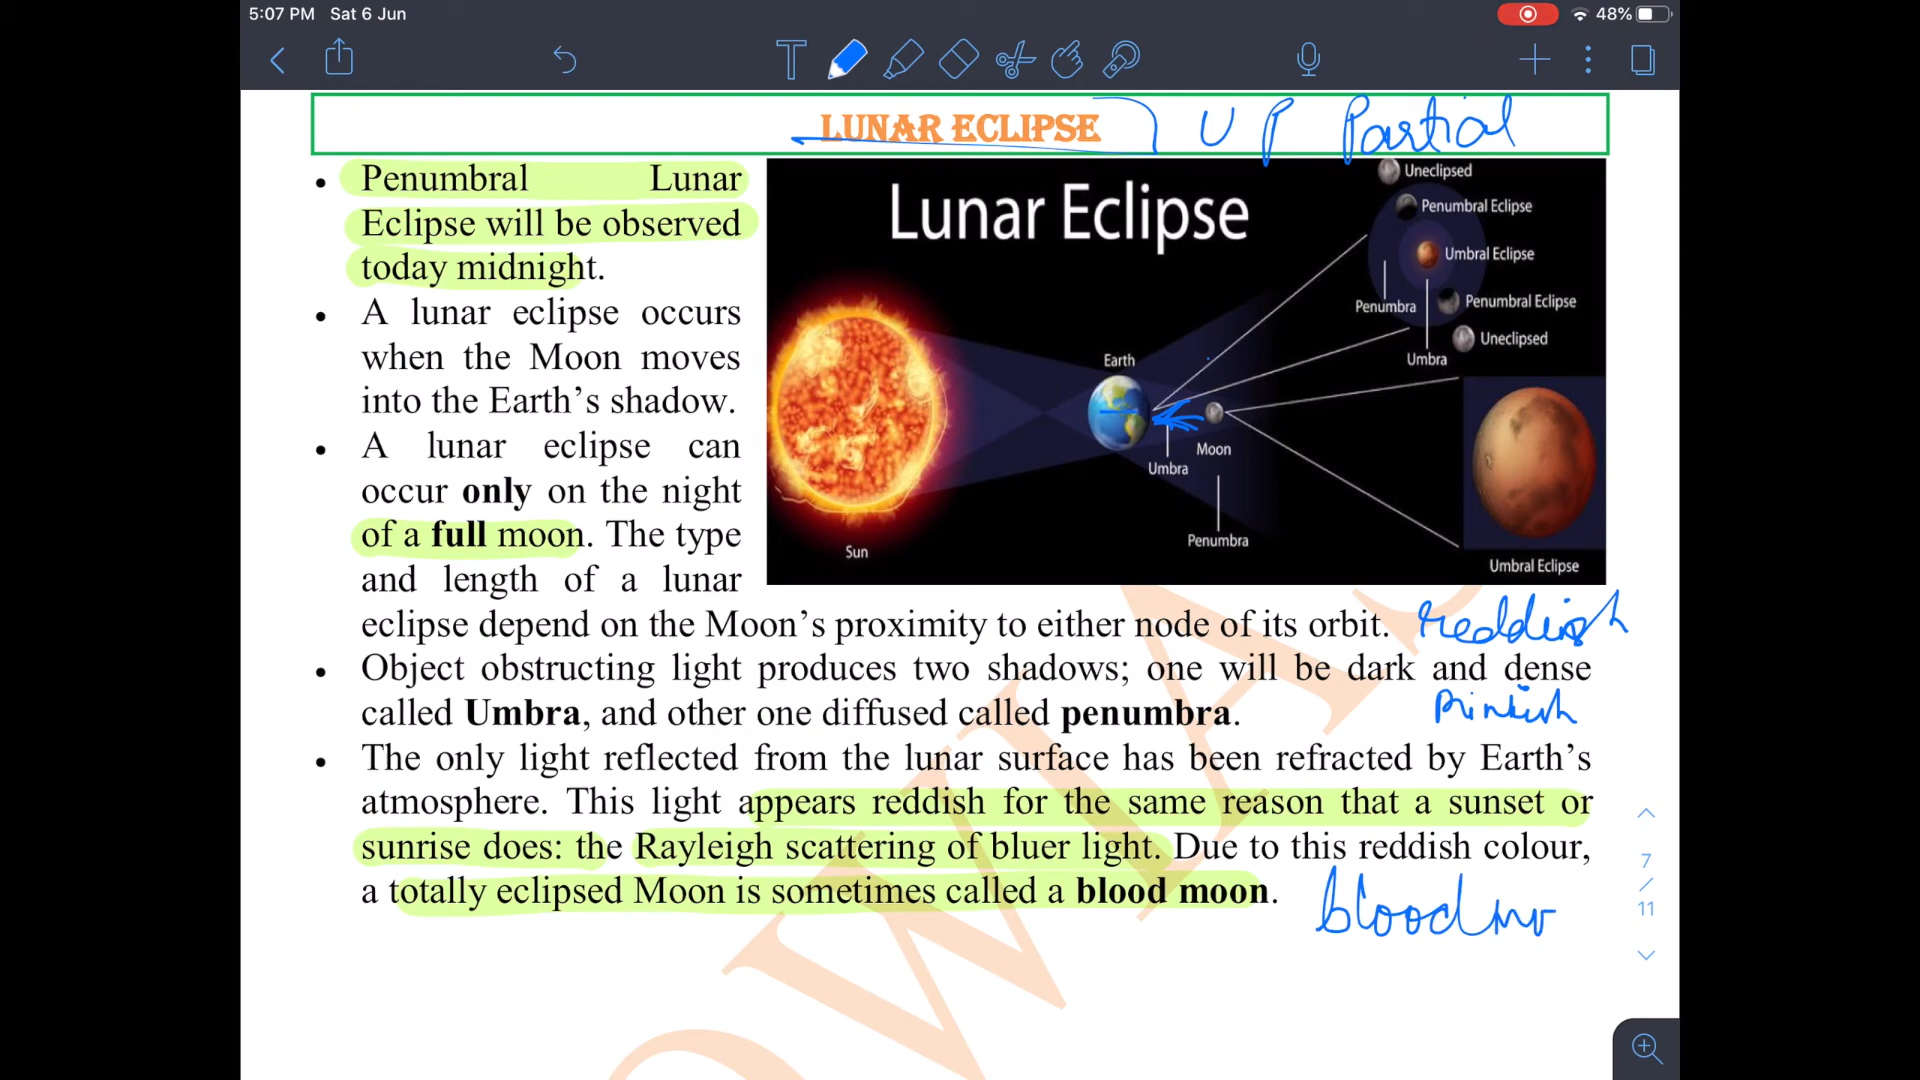 5:07 PM Sat 6 Jun
48%
LUNAR ECLIPSE
U P Partial
• Penumbral Lunar
Eclipse will be observed
today midnight.
• A lunar eclipse occurs
when the Moon moves
into the Earth’s shadow.
• A lunar eclipse can
occur only on the night
of a full moon. The type
and length of a lunar
eclipse depend on the Moon’s proximity to either node of its orbit.
reddish
• Object obstructing light produces two shadows; one will be dark and dense
called Umbra, and other one diffused called penumbra.
• The only light reflected from the lunar surface has been refracted by Earth’s
atmosphere. This light appears reddish for the same reason that a sunset or
sunrise does: the Rayleigh scattering of bluer light. Due to this reddish colour,
a totally eclipsed Moon is sometimes called a blood moon.
Lunar Eclipse
Uneclipsed
Penumbral Eclipse
Umbral Eclipse
Penumbra
Penumbral Eclipse
Uneclipsed
Umbra
Earth
Moon
Umbra
Penumbra
Sun
Umbral Eclipse
7
/
11